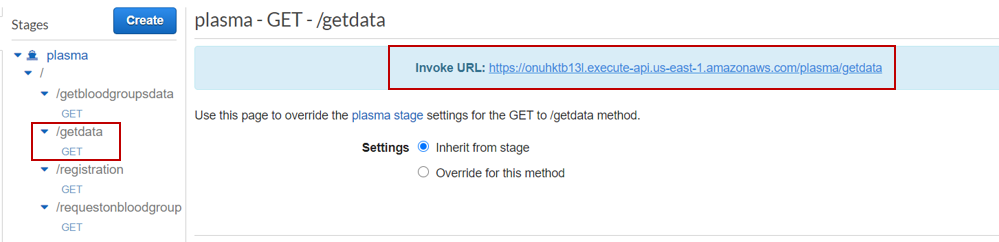 Stages
Create
plasma
/
/getbloodgroupsdata
GET
/getdata
GET
/registration
GET
/requestonbloodgroup
GET
plasma - GET - /getdata
Invoke URL: https://onuhktb13l.execute-api.us-east-1.amazonaws.com/plasma/getdata
Use this page to override the plasma stage settings for the GET to /getdata method.
Settings Inherit from stage
Override for this method